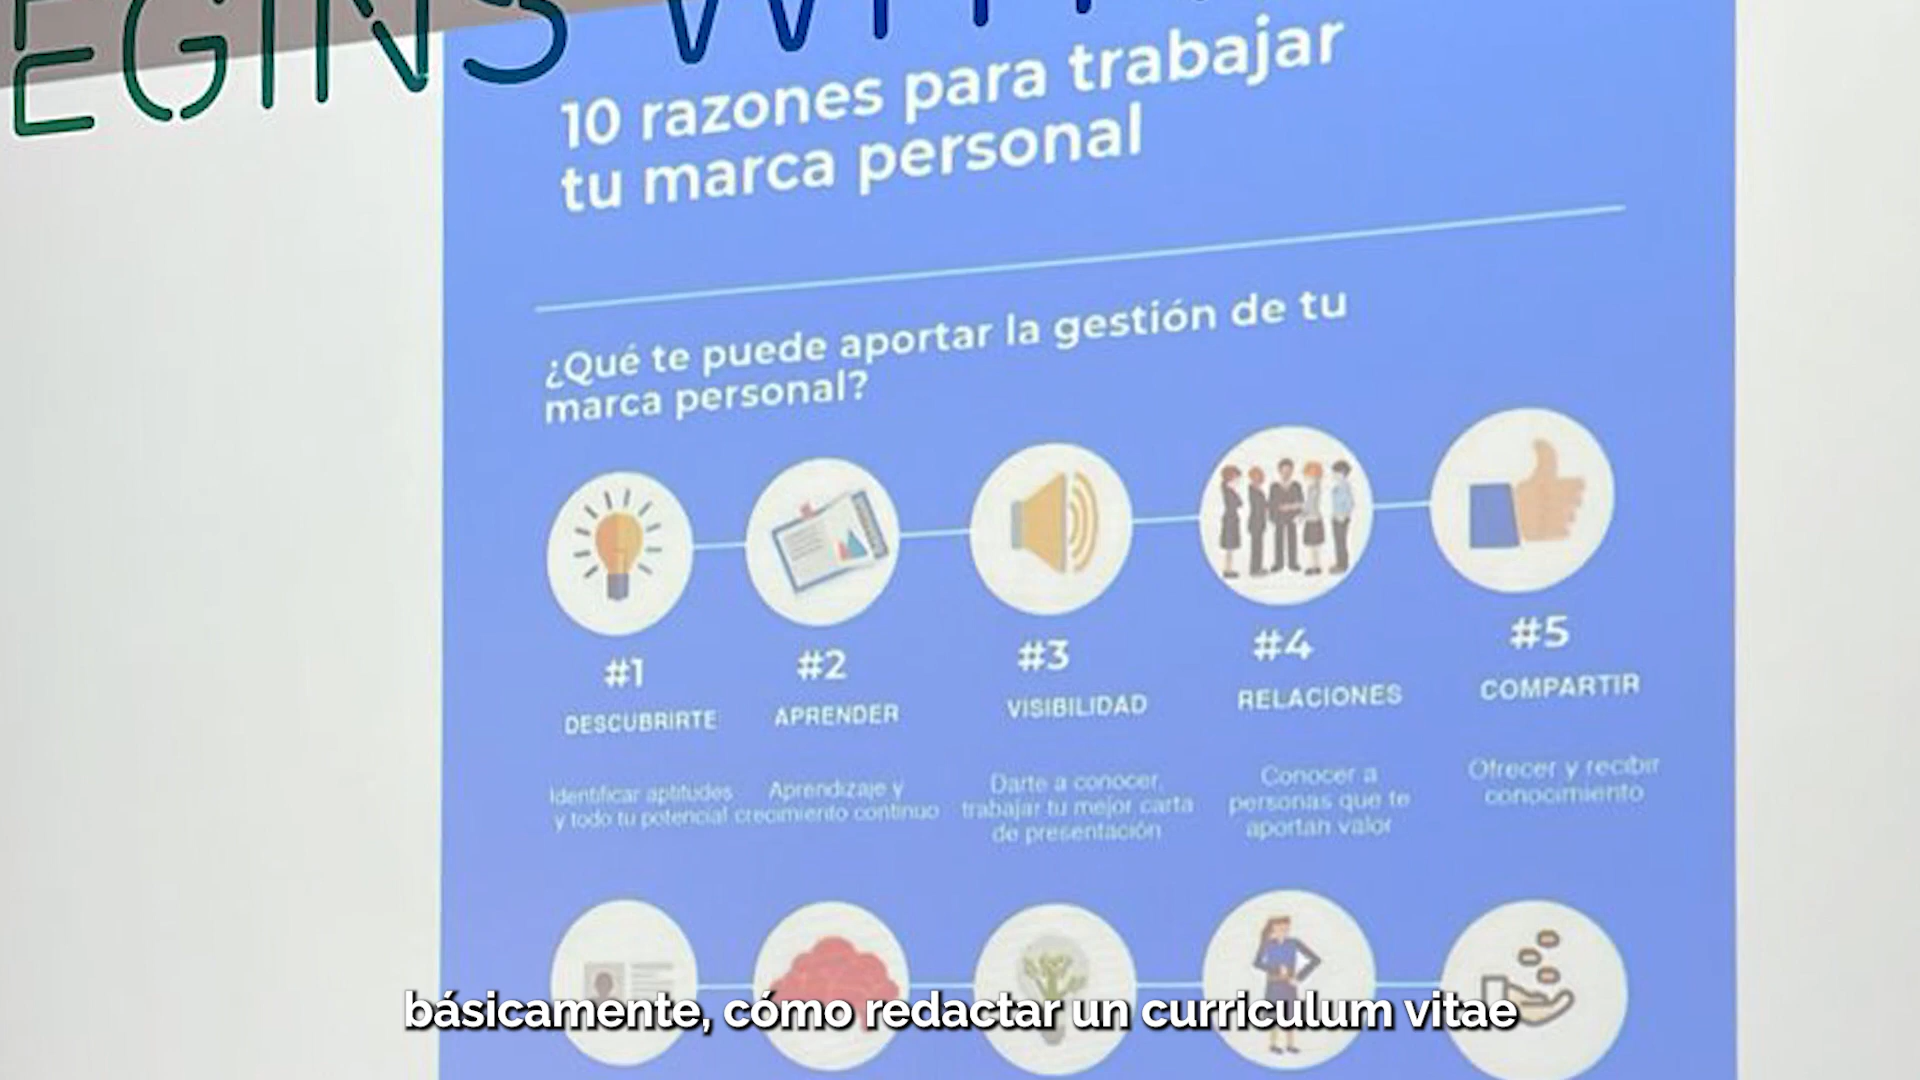 EGINS WITH
10 razones para trabajar
tu marca personal
¿Qué te puede aportar la gestión de tu
marca personal?
#1
#2
#3
#4
#5
DESCUBRIRTE
APRENDER
VISIBILIDAD
RELACIONES
COMPARTIR
Identificar aptitudes
y todo tu potencial
Aprendizaje y
crecimiento continuo
Darte a conocer,
trabajar tu mejor carta
de presentación
Conocer a
personas que te
aportan valor
Ofrecer y recibir
conocimiento
básicamente, cómo redactar un curriculum vitae